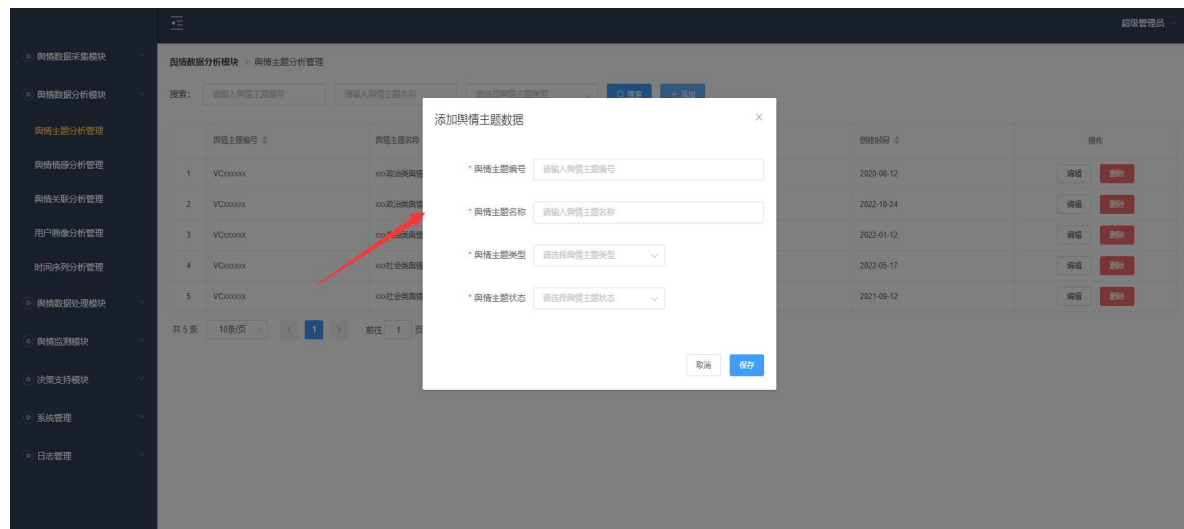 超级管理员
舆情数据采集模块
舆情数据分析模块
舆情主题分析管理
舆情情感分析管理
舆情关联分析管理
用户画像分析管理
时间序列分析管理
舆情数据处理模块
舆情监测模块
决策支持模块
系统管理
日志管理
舆情数据分析模块 > 舆情主题分析管理
搜索: 请输入舆情主题编号 请输入舆情主题名称 请选择舆情主题类型 搜索 + 添加
舆情主题编号 舆情主题名称 创建时间 操作
1 VCxxxxxx xxx政治类舆情 2020-08-12 编辑 删除
2 VCxxxxxx xxx政治类舆情 2022-10-24 编辑 删除
3 VCxxxxxx xxx 2022-01-12 编辑 删除
4 VCxxxxxx xxx社会类舆情 2022-05-17 编辑 删除
5 VCxxxxxx xxx社会类舆情 2021-09-12 编辑 删除
共 5 条 10条/页 < 1 > 前往 1 页
添加舆情主题数据 ×
* 舆情主题编号 请输入舆情主题编号
* 舆情主题名称 请输入舆情主题名称
* 舆情主题类型 请选择舆情主题类型
* 舆情主题状态 请选择舆情主题状态
取消 保存